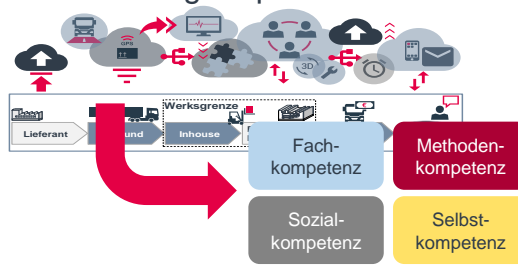 GPS
3D
Werksgrenze
Lieferant
und
Inhouse
€
Fach-
kompetenz
Methoden-
kompetenz
Sozial-
kompetenz
Selbst-
kompetenz